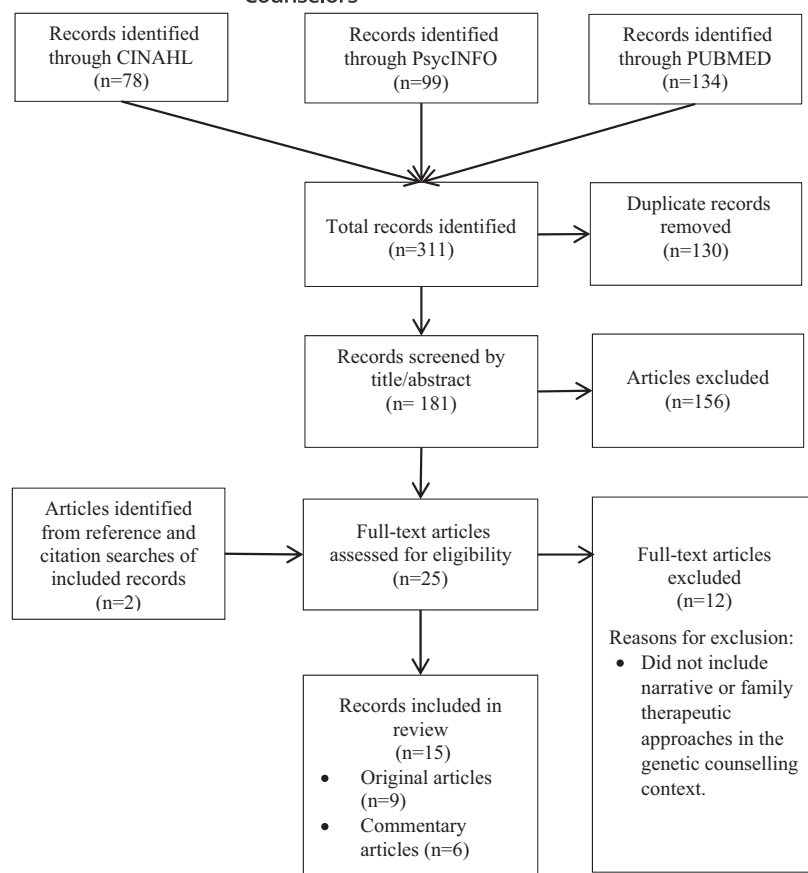 Counselors
Records identified
through CINAHL
(n=78)
Records identified
through PsycINFO
(n=99)
Records identified
through PUBMED
(n=134)
Total records identified
(n=311)
Duplicate records
removed
(n=130)
Records screened by
title/abstract
(n= 181)
Articles excluded
(n=156)
Articles identified
from reference and
citation searches of
included records
(n=2)
Full-text articles
assessed for eligibility
(n=25)
Full-text articles
excluded
(n=12)
Reasons for exclusion:
• Did not include
narrative or family
therapeutic
approaches in the
genetic counselling
context.
Records included in
review
(n=15)
• Original articles
(n=9)
• Commentary
articles (n=6)